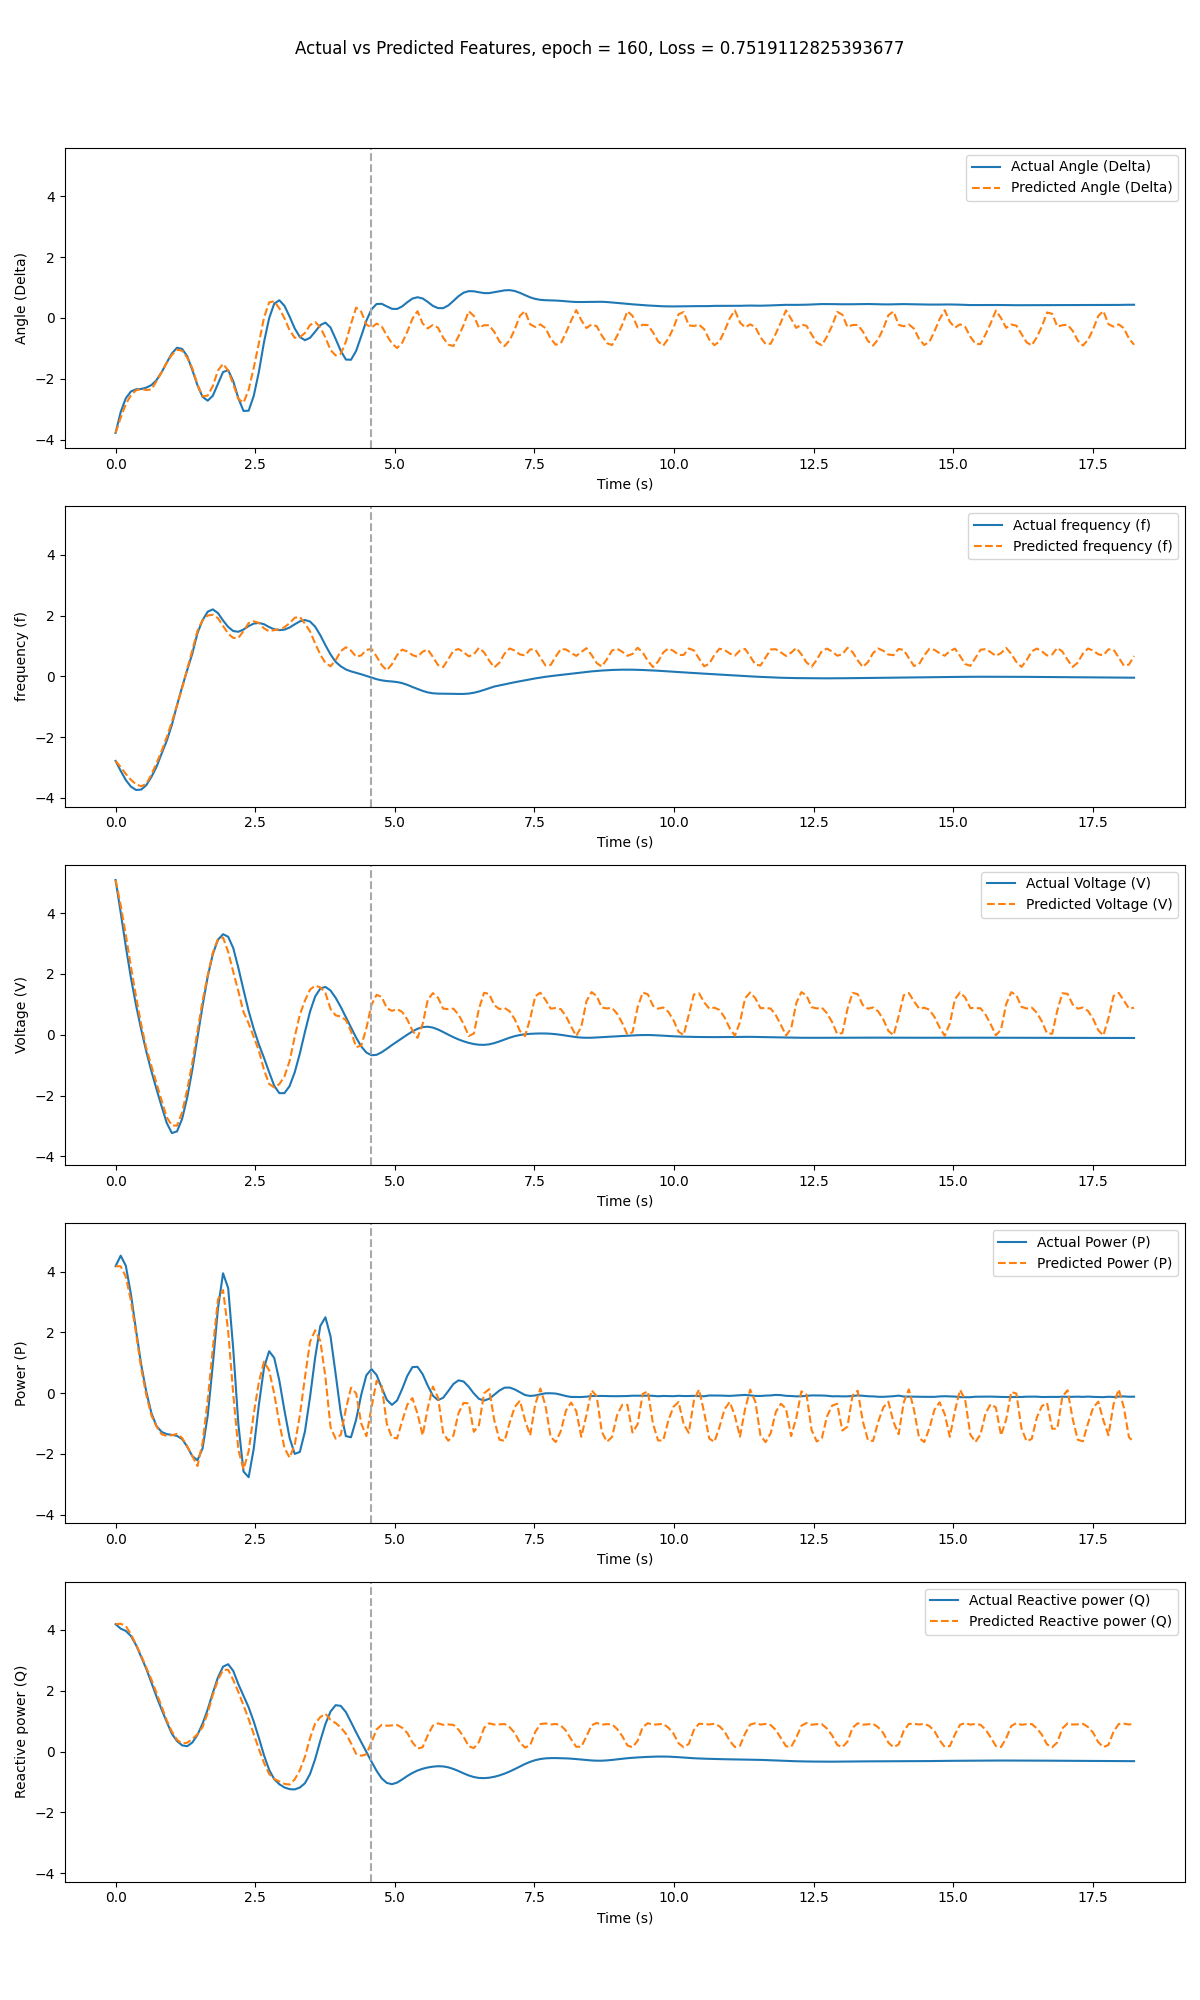 Actual vs Predicted Features, epoch = 160, Loss = 0.7519112825393677
Actual Angle (Delta)
Predicted Angle (Delta)
Angle (Delta)
4
2
0
−2
−4
0.0 2.5 5.0 7.5 10.0 12.5 15.0 17.5
Time (s)
Actual frequency (f)
Predicted frequency (f)
frequency (f)
4
2
0
−2
−4
0.0 2.5 5.0 7.5 10.0 12.5 15.0 17.5
Time (s)
Actual Voltage (V)
Predicted Voltage (V)
Voltage (V)
4
2
0
−2
−4
0.0 2.5 5.0 7.5 10.0 12.5 15.0 17.5
Time (s)
Actual Power (P)
Predicted Power (P)
Power (P)
4
2
0
−2
−4
0.0 2.5 5.0 7.5 10.0 12.5 15.0 17.5
Time (s)
Actual Reactive power (Q)
Predicted Reactive power (Q)
Reactive power (Q)
4
2
0
−2
−4
0.0 2.5 5.0 7.5 10.0 12.5 15.0 17.5
Time (s)